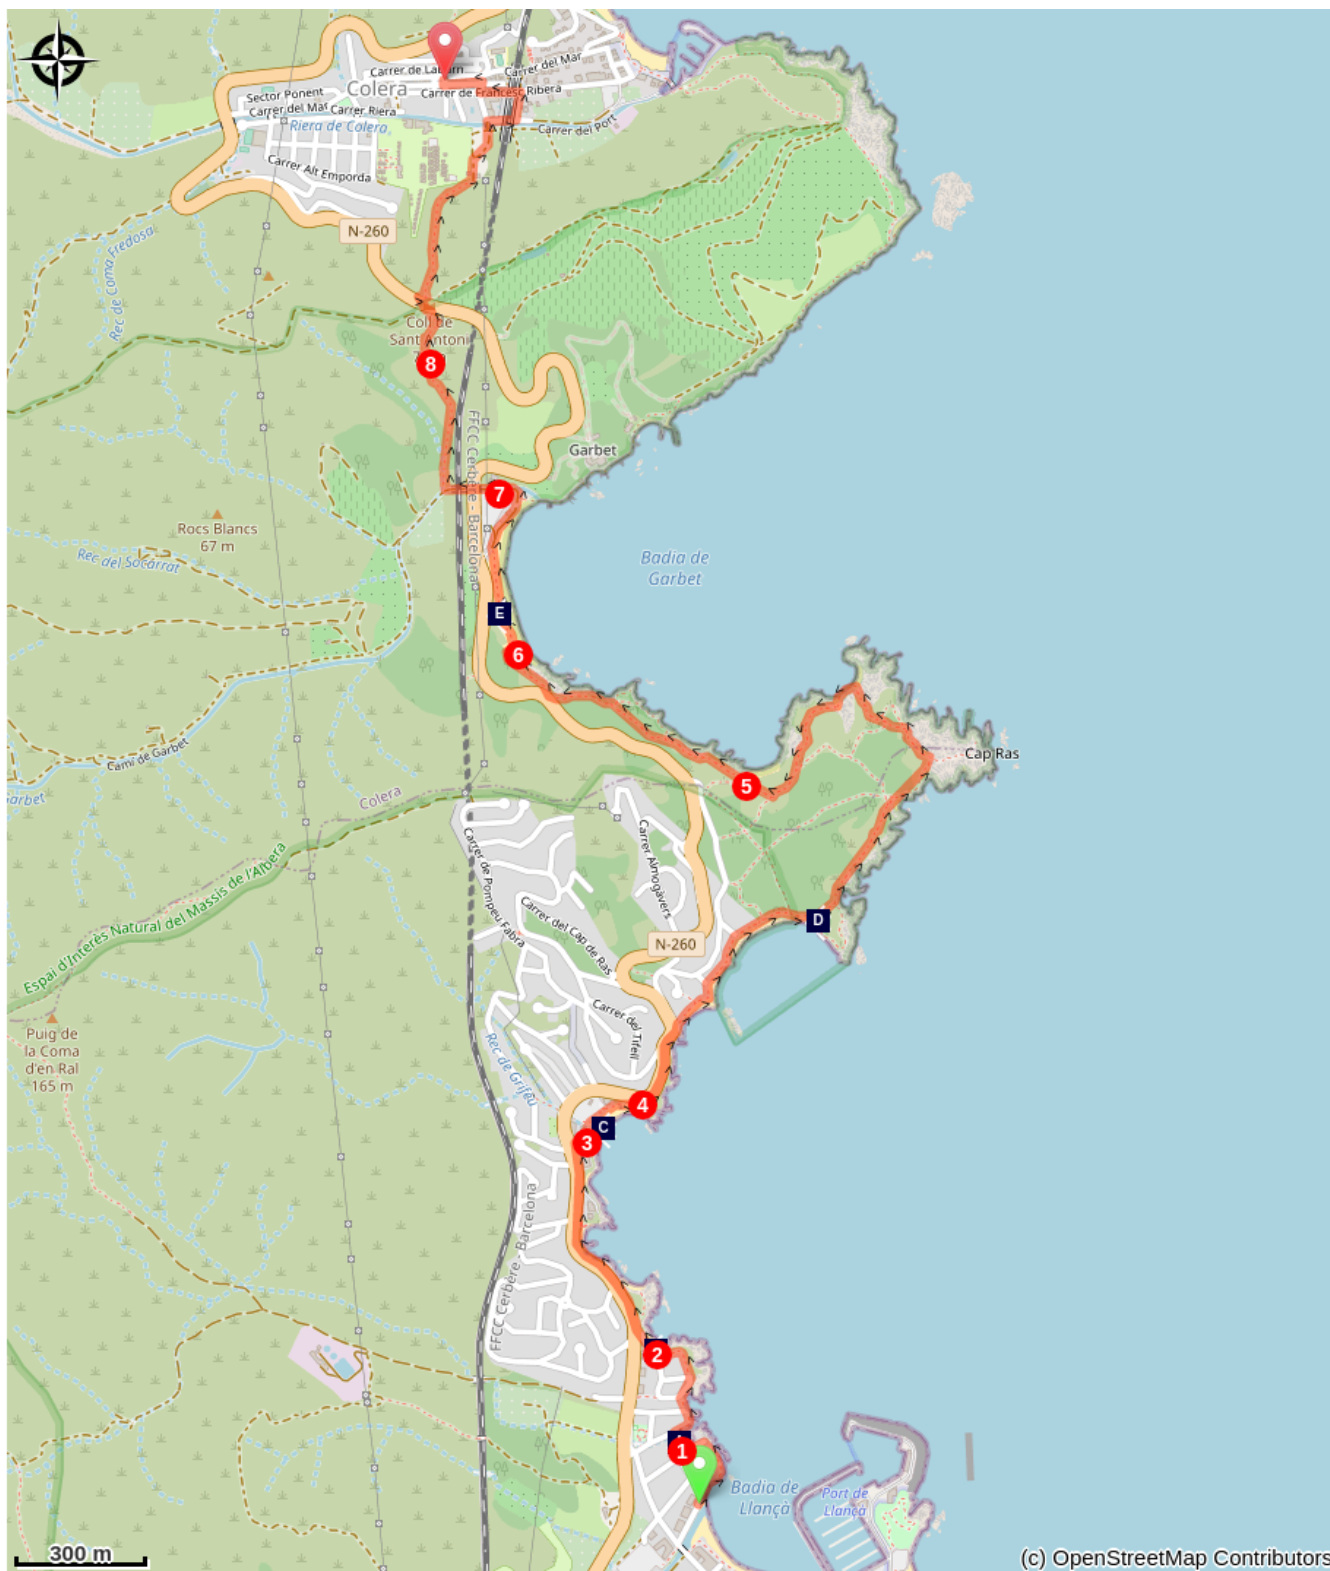 Carrer de Laburn
Colera
Carrer del Mar
Sector Ponent
Carrer de Francesc Ribera
Carrer del Mar
Carrer Riera
Riera de Colera
Carrer del Port
Carrer Alt Emporda
N-260
Rec de Coma Fredosa
Coll de
Sant Antoni
8
FFCC Cerbère - Barcelona
Garbet
7
Rocs Blancs
67 m
Rec del Socarrat
Badia de
Garbet
E
6
Camí de Garbet
Cap Ras
5
arbet
Colera
Carrer de Pompeu Fabra
Carrer Almogàvers
Espai d'Interès Natural del Massís de l'Albera
Carrer del Cap de Ras
D
N-260
Carrer del Tifell
Puig de
la Coma
d'en Ral
165 m
Rec de Grifeu
4
C
3
FFCC Cerbère - Barcelona
2
1
Badia de
Llançà
Port de
Llançà
300 m
(c) OpenStreetMap Contributors